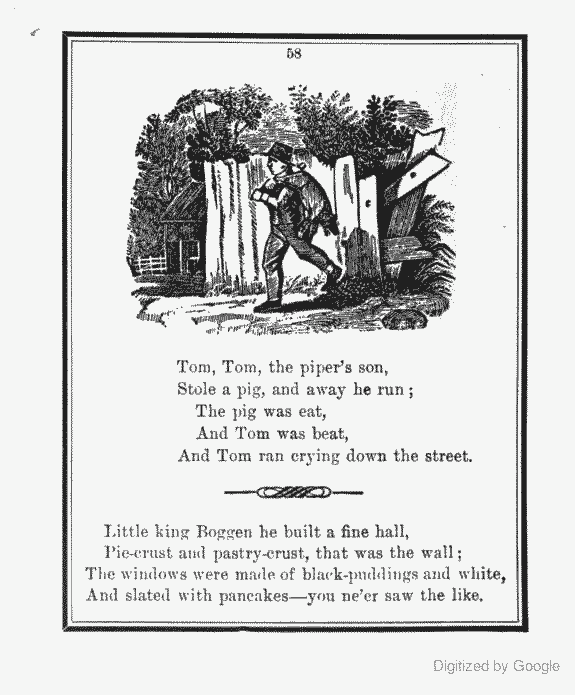 58
Tom, Tom, the piper's son,
Stole a pig, and away he run;
The pig was eat,
And Tom was beat,
And Tom ran crying down the street.
Little king Boggen he built a fine hall,
Pie-crust and pastry-crust, that was the wall;
The windows were made of black-puddings and white,
And slated with pancakes—you ne'er saw the like.
Digitized by Google